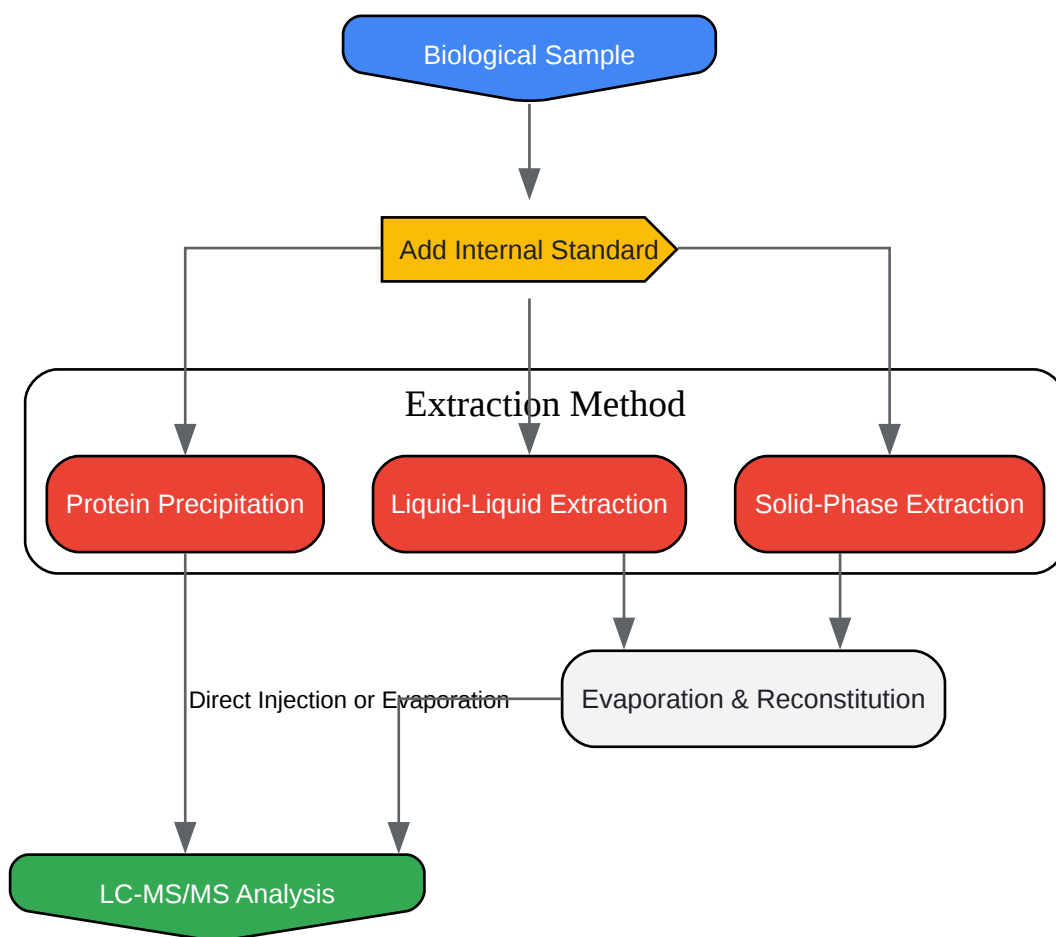 Biological Sample
Add Internal Standard
Extraction Method
Protein Precipitation
Liquid-Liquid Extraction
Solid-Phase Extraction
Direct Injection or Evaporation
Evaporation & Reconstitution
LC-MS/MS Analysis